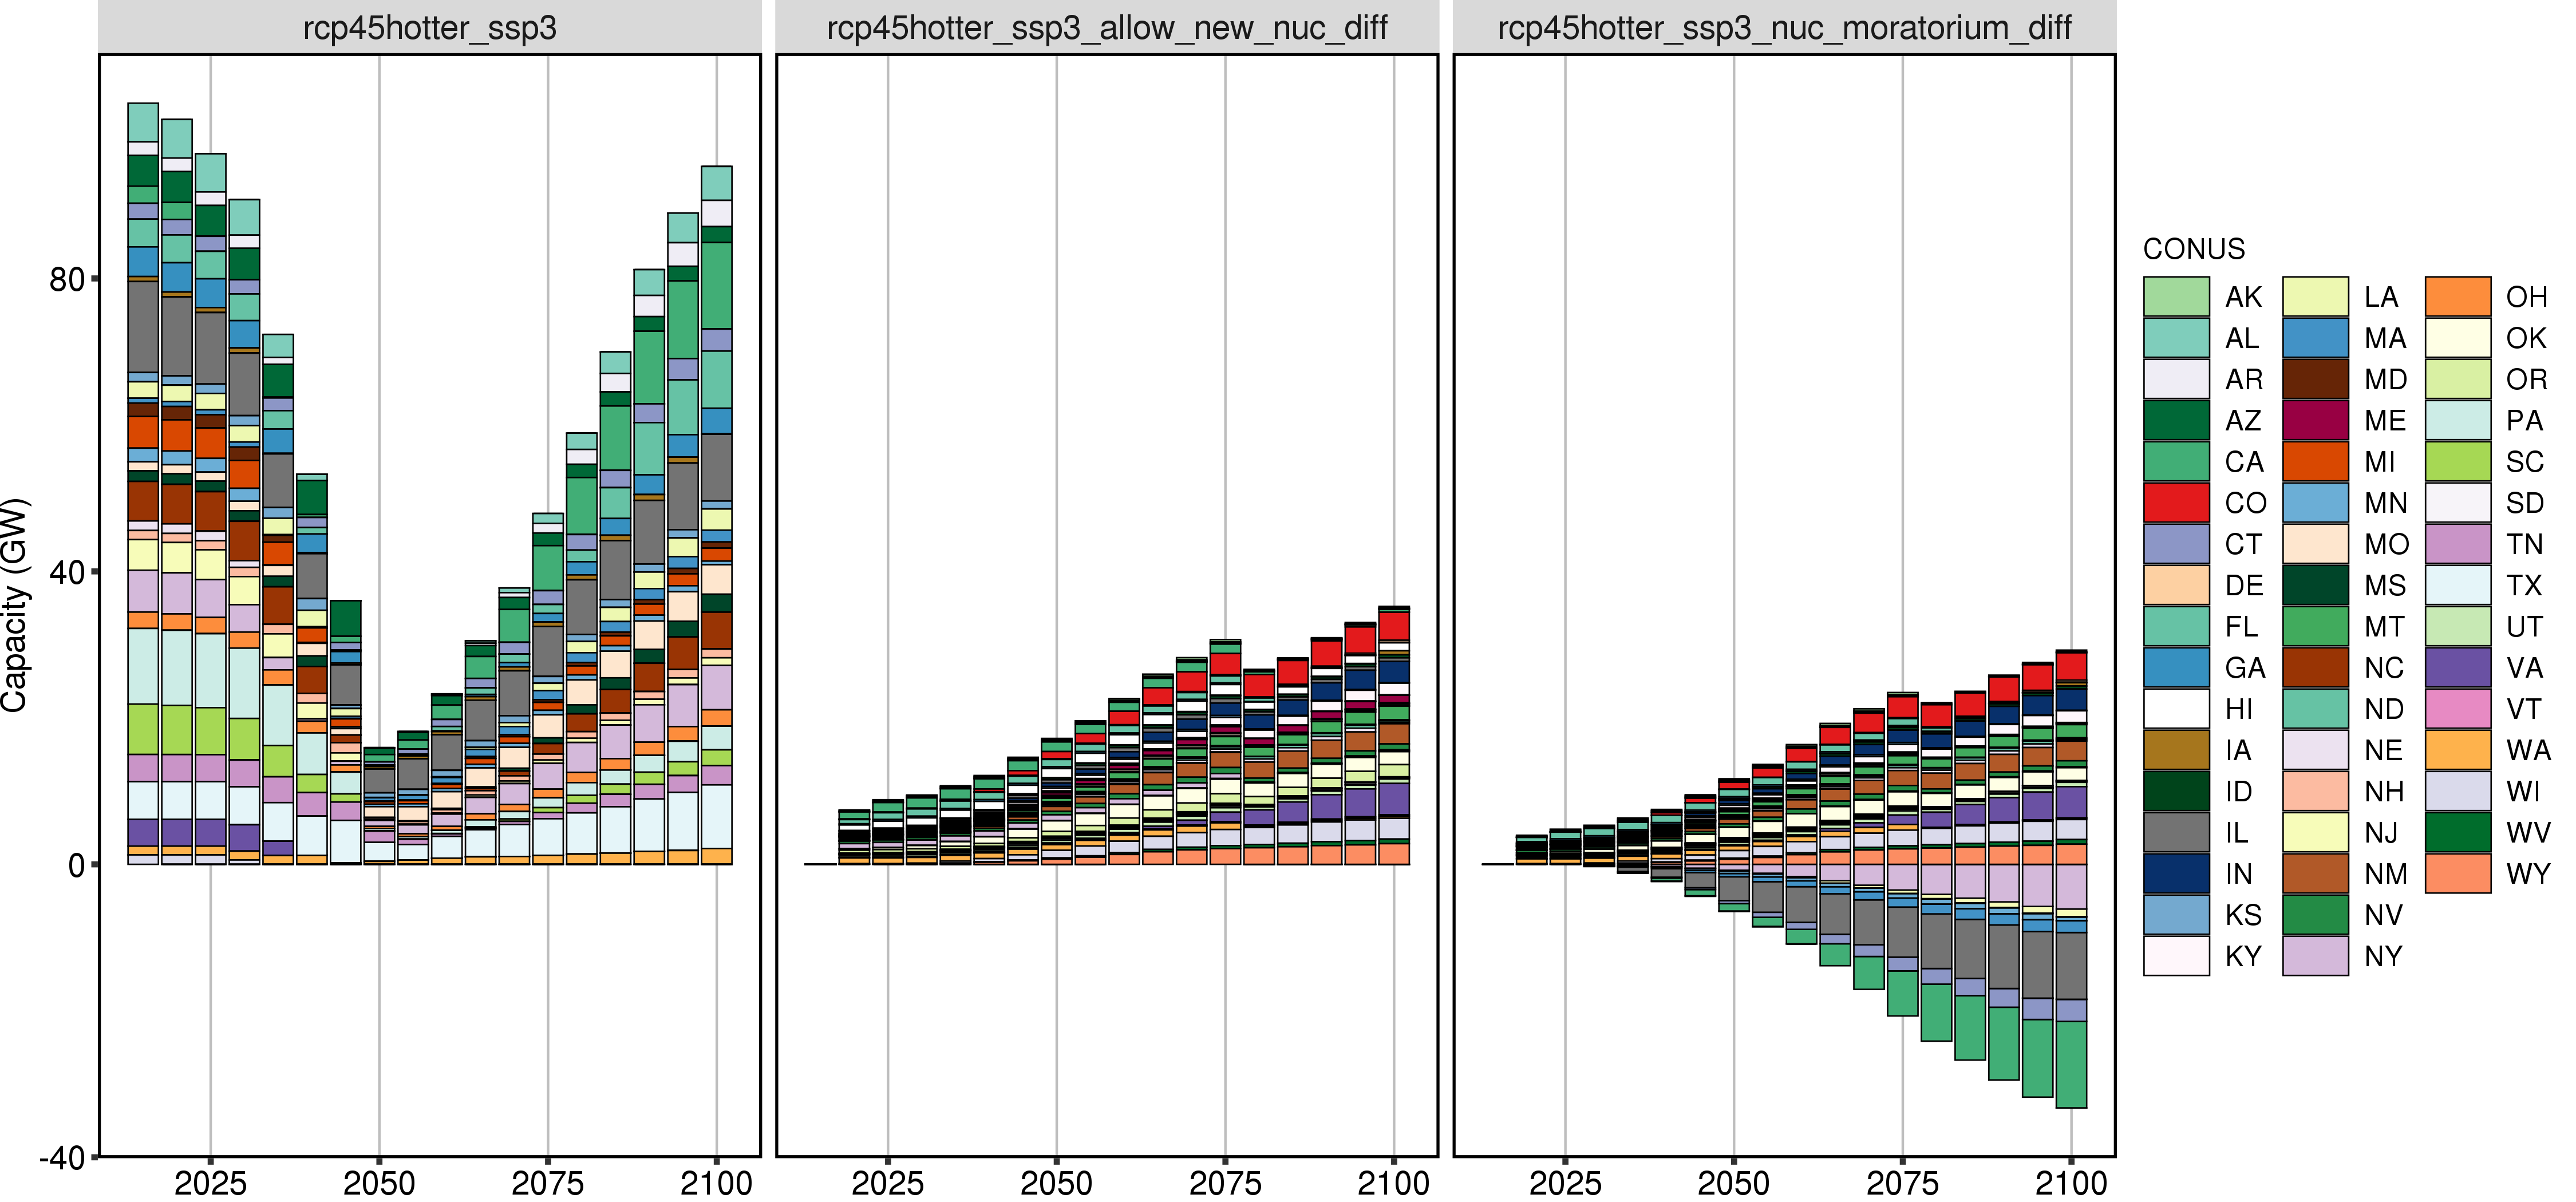 rcp45hotter_ssp3 rcp45hotter_ssp3_allow_new_nuc_diff rcp45hotter_ssp3_nuc_moratorium_diff
Capacity (GW)
80
40
0
-40
2025 2050 2075 2100 2025 2050 2075 2100 2025 2050 2075 2100
CONUS
AK LA OH
AL MA OK
AR MD OR
AZ ME PA
CA MI SC
CO MN SD
CT MO TN
DE MS TX
FL MT UT
GA NC VA
HI ND VT
IA NE WA
ID NH WI
IL NJ WV
IN NM WY
KS NV
KY NY